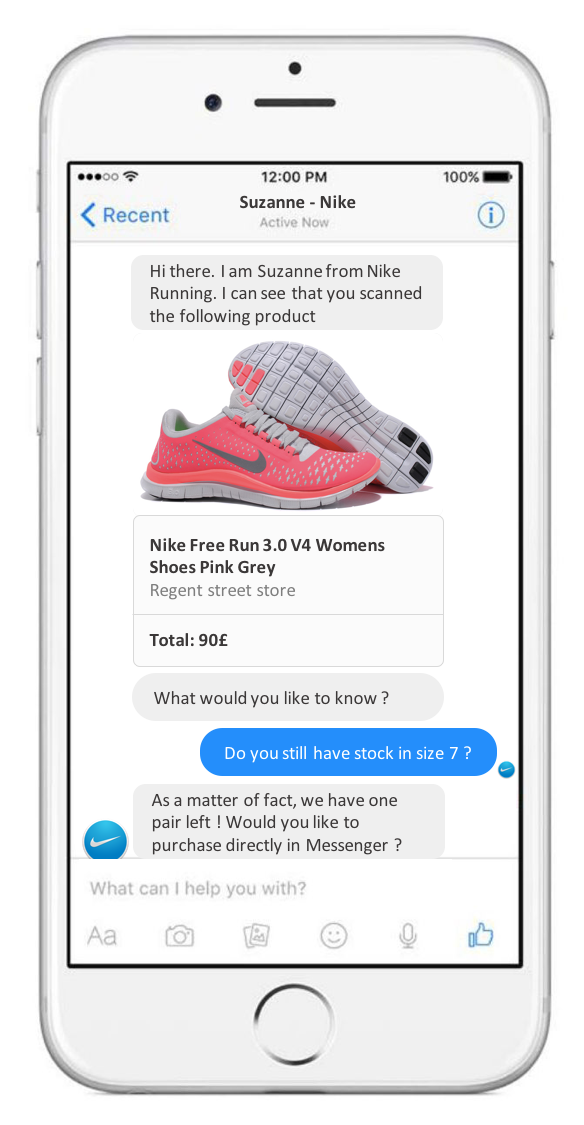 12:00 PM
100%
Recent
Suzanne - Nike
Active Now
Hi there. I am Suzanne from Nike
Running. I can see that you scanned
the following product
Nike Free Run 3.0 V4 Womens
Shoes Pink Grey
Regent street store
Total: 90£
What would you like to know ?
Do you still have stock in size 7 ?
As a matter of fact, we have one
pair left ! Would you like to
purchase directly in Messenger ?
What can I help you with?
Aa